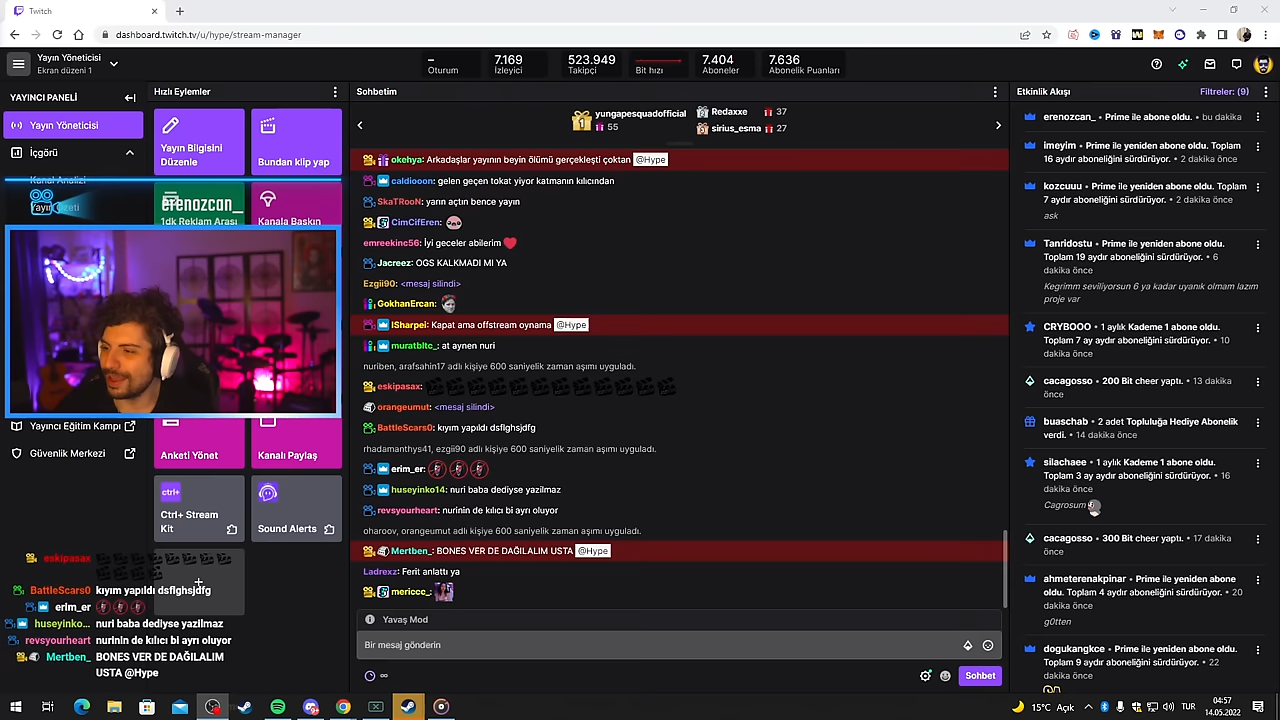 Twitch
dashboard.twitch.tv/u/hype/stream-manager
Yayın Yöneticisi
Ekran düzeni 1
–
Oturum
7.169
İzleyici
523.949
Takipçi
Bit hızı
7.404
Aboneler
7.636
Abonelik Puanları
YAYINCI PANELİ
Yayın Yöneticisi
İçgörü
Kanal Analizi
Yayın Özeti
Yayıncı Eğitim Kampı
Güvenlik Merkezi
Hızlı Eylemler
Yayın Bilgisini
Düzenle
Bundan klip yap
erenozcan_
1dk Reklam Arası
Kanala Baskın
Anketi Yönet
Kanalı Paylaş
ctrl+
Ctrl+ Stream
Kit
Sound Alerts
eskipasax
BattleScars0 kıyım yapıldı dsflghsjdfg
erim_er
huseyinko... nuri baba dediyse yazilmaz
revsyourheart nurinin de kılıcı bi ayrı oluyor
Mertben_ BONES VER DE DAĞILALIM
USTA @Hype
Sohbetim
1 yungapesquadofficial
55
Redaxxe 37
sirius_esma 27
okehya: Arkadaşlar yayının beyin ölümü gerçekleşti çoktan @Hype
caldiooon: gelen geçen tokat yiyor katmanın kılıcından
SkaTRooN: yarın açtın bence yayın
CimCifEren:
emreekinc56: İyi geceler abilerim
Jacreez: OGS KALKMADI MI YA
Ezgii90: <mesaj silindi>
GokhanErcan:
ISharpei: Kapat ama offstream oynama @Hype
muratbltc_: at aynen nuri
nuriben, arafsahin17 adlı kişiye 600 saniyelik zaman aşımı uygulandı.
eskipasax:
orangeumut: <mesaj silindi>
BattleScars0: kıyım yapıldı dsflghsjdfg
rhadamanthys41, ezgii90 adlı kişiye 600 saniyelik zaman aşımı uygulandı.
erim_er:
huseyinko14: nuri baba dediyse yazilmaz
revsyourheart: nurinin de kılıcı bi ayrı oluyor
oharoov, orangeumut adlı kişiye 600 saniyelik zaman aşımı uygulandı.
Mertben_: BONES VER DE DAĞILALIM USTA @Hype
Ladrexz: Ferit anlattı ya
mericcc_:
Yavaş Mod
Bir mesaj gönderin
∞
Sohbet
Etkinlik Akışı
Filtreler: (9)
erenozcan_ • Prime ile abone oldu. • bu dakika
imeyim • Prime ile yeniden abone oldu. Toplam
16 aydır aboneliğini sürdürüyor. • 2 dakika önce
kozcuuu • Prime ile yeniden abone oldu. Toplam
7 aydır aboneliğini sürdürüyor. • 2 dakika önce
ask
Tanridostu • Prime ile yeniden abone oldu.
Toplam 19 aydır aboneliğini sürdürüyor. • 6
dakika önce
Kegrimm seviliyorsun 6 ya kadar uyanık olmam lazım
proje var
CRYBOOO • 1 aylık Kademe 1 abone oldu.
Toplam 7 ay aydır aboneliğini sürdürüyor. • 10
dakika önce
cacagosso • 200 Bit cheer yaptı. • 13 dakika
önce
buaschab • 2 adet Topluluğa Hediye Abonelik
verdi. • 14 dakika önce
silachaee • 1 aylık Kademe 1 abone oldu.
Toplam 3 ay aydır aboneliğini sürdürüyor. • 16
dakika önce
Cagrosum
cacagosso • 300 Bit cheer yaptı. • 17 dakika
önce
ahmeterenakpinar • Prime ile yeniden abone
oldu. Toplam 4 aydır aboneliğini sürdürüyor. • 20
dakika önce
g0tten
dogukangkce • Prime ile yeniden abone oldu.
Toplam 9 aydır aboneliğini sürdürüyor. • 22
dakika önce
15°C Açık
TUR
04:57
14.05.2022